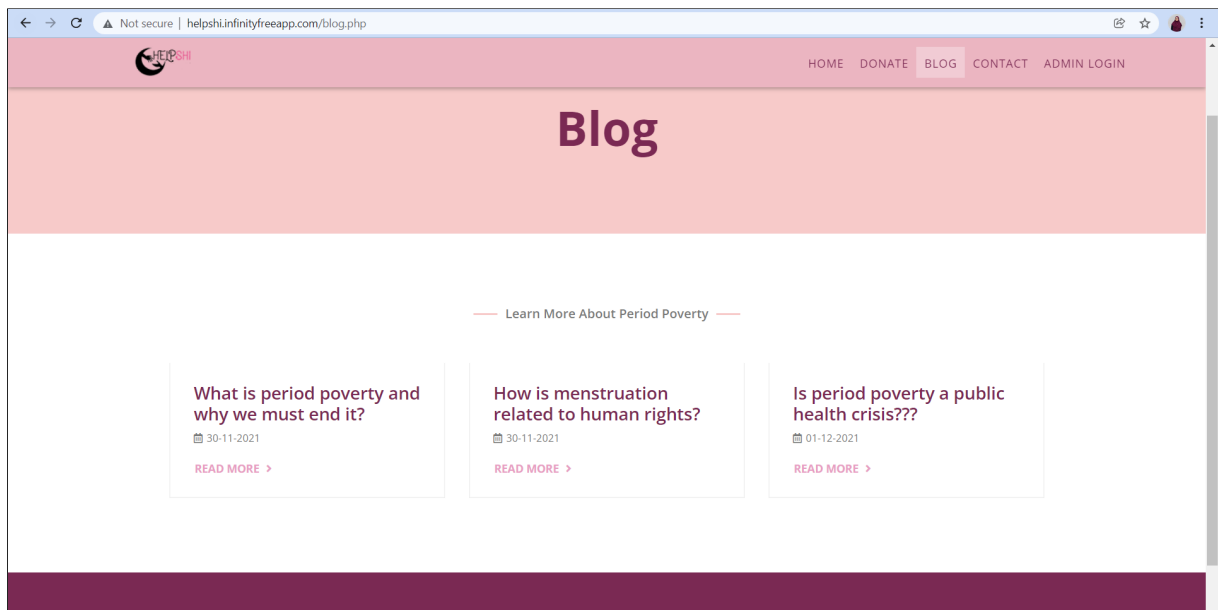 Not secure | helpshi.infinityfreeapp.com/blog.php
HELPSHI
HOME DONATE BLOG CONTACT ADMIN LOGIN
Blog
Learn More About Period Poverty
What is period poverty and
why we must end it?
30-11-2021
READ MORE
How is menstruation
related to human rights?
30-11-2021
READ MORE
Is period poverty a public
health crisis???
01-12-2021
READ MORE